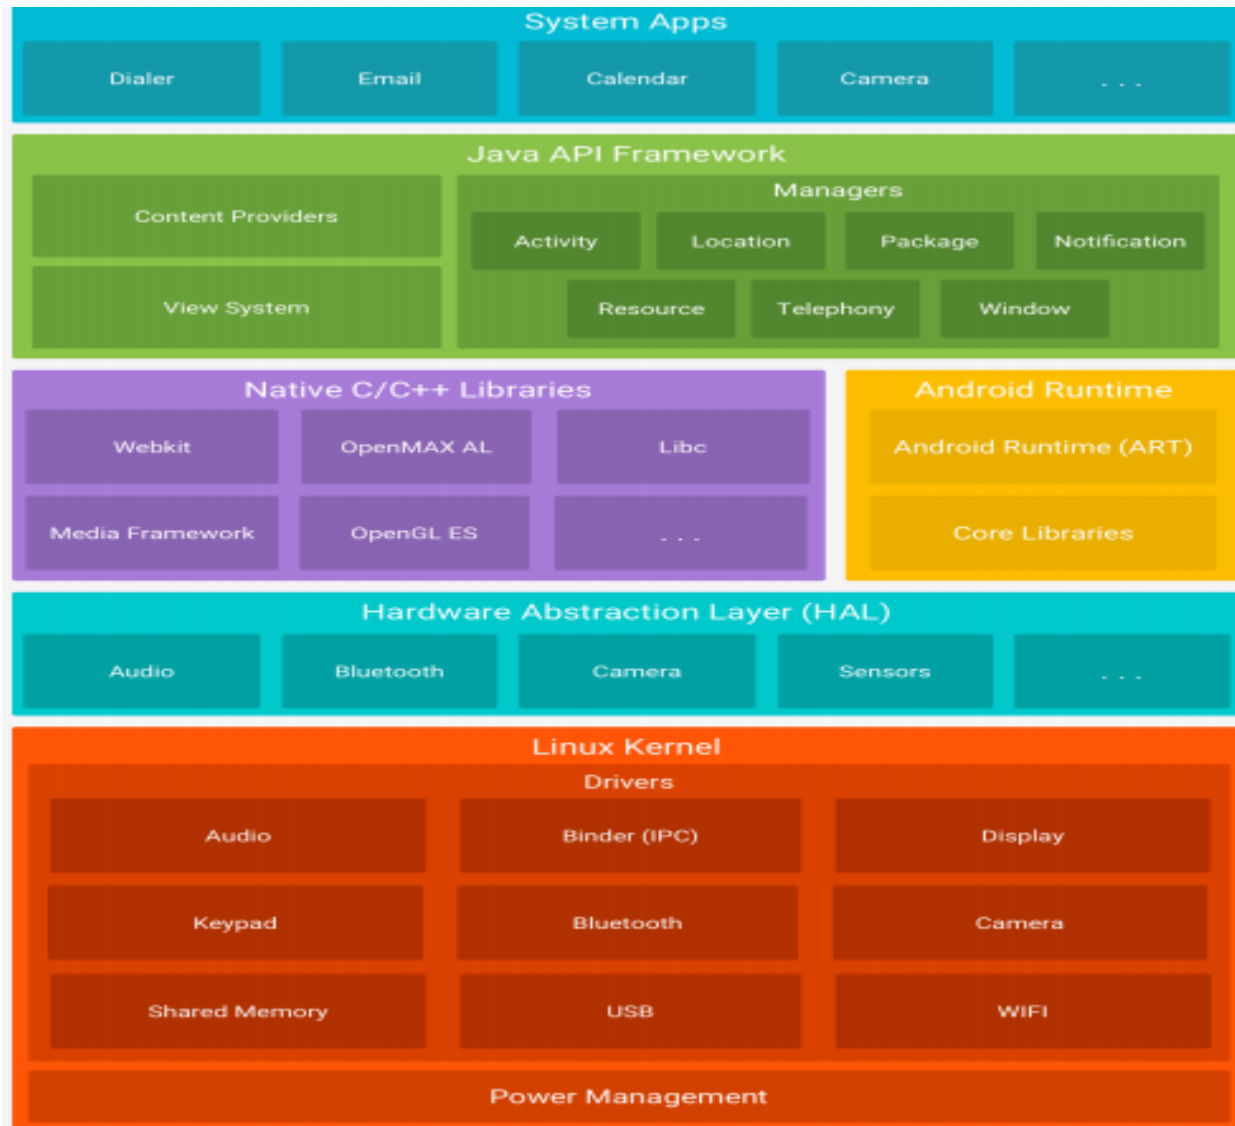 System Apps
Dialer Email Calendar Camera ...
Java API Framework
Content Providers
View System
Managers
Activity Location Package Notification
Resource Telephony Window
Native C/C++ Libraries
Webkit OpenMAX AL Libc
Media Framework OpenGL ES ...
Android Runtime
Android Runtime (ART)
Core Libraries
Hardware Abstraction Layer (HAL)
Audio Bluetooth Camera Sensors ...
Linux Kernel
Drivers
Audio Binder (IPC) Display
Keypad Bluetooth Camera
Shared Memory USB WIFI
Power Management